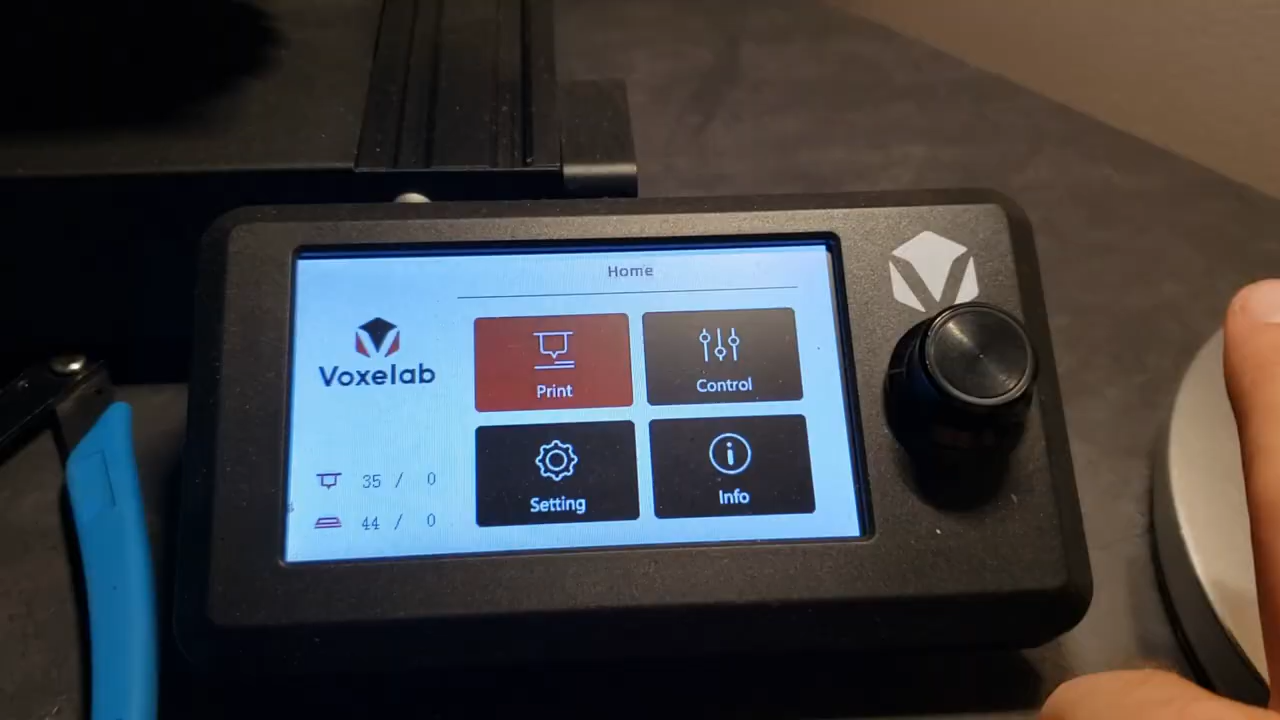 Home
Voxelab
Print
Control
Setting
Info
35 / 0
44 / 0